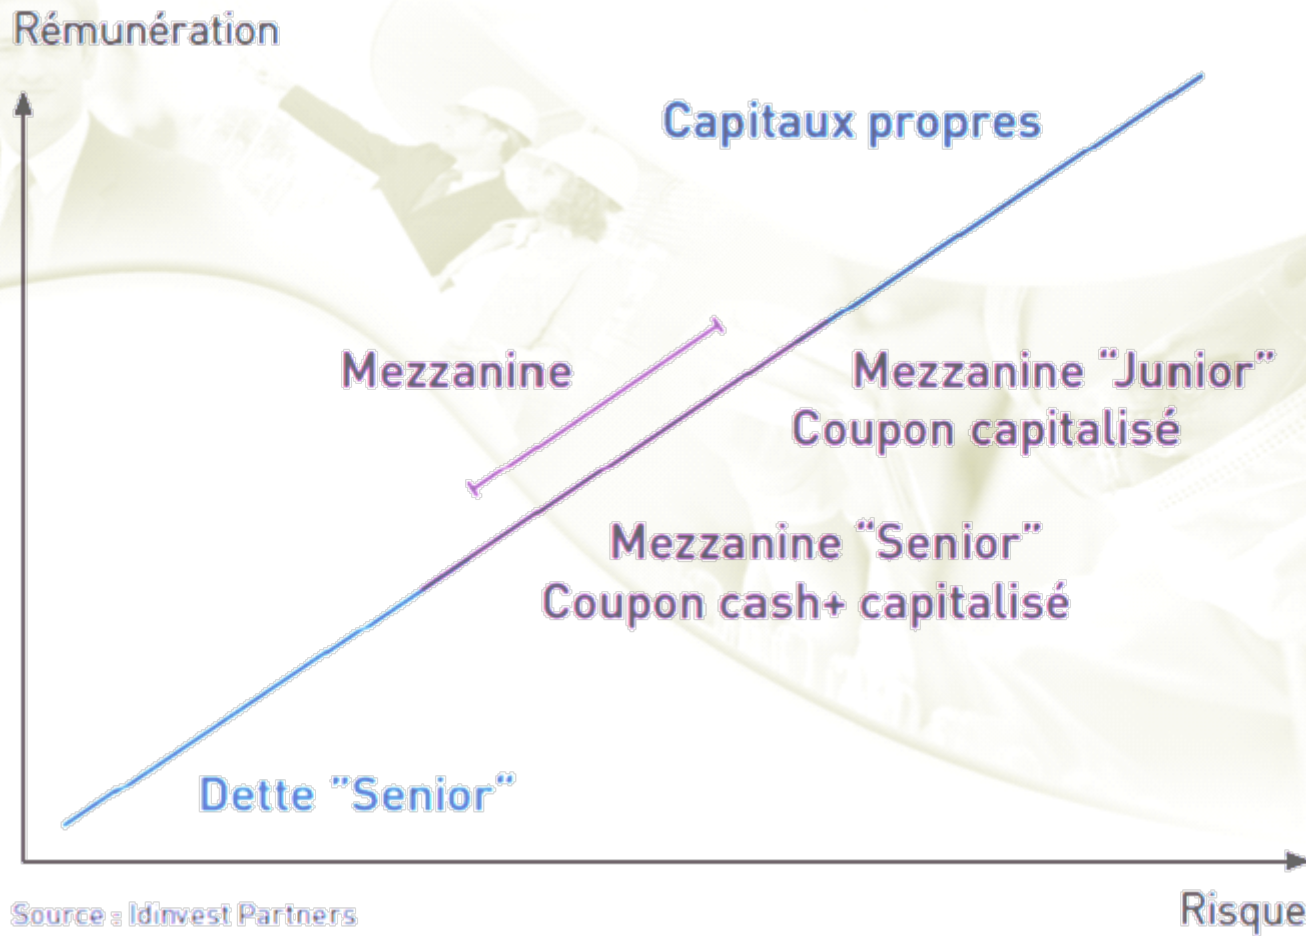 Rémunération
Capitaux propres
Mezzanine
Mezzanine “Junior”
Coupon capitalisé
Mezzanine “Senior”
Coupon cash+ capitalisé
Dette ”Senior“
Source : Idinvest Partners
Risque